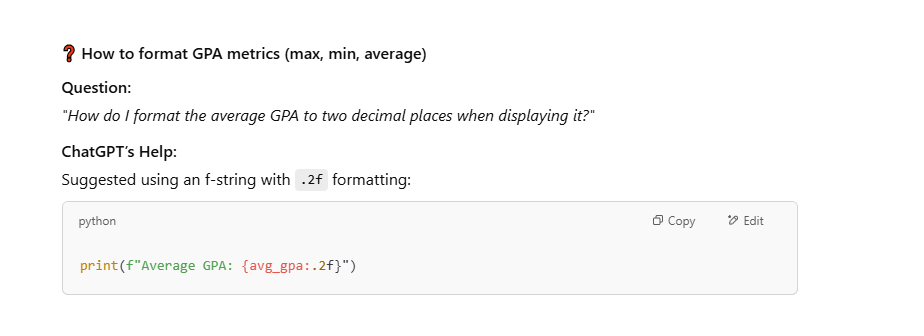 ❓ How to format GPA metrics (max, min, average)
Question:
"How do I format the average GPA to two decimal places when displaying it?"
ChatGPT's Help:
Suggested using an f-string with .2f formatting:
python Copy Edit
print(f"Average GPA: {avg_gpa:.2f}")